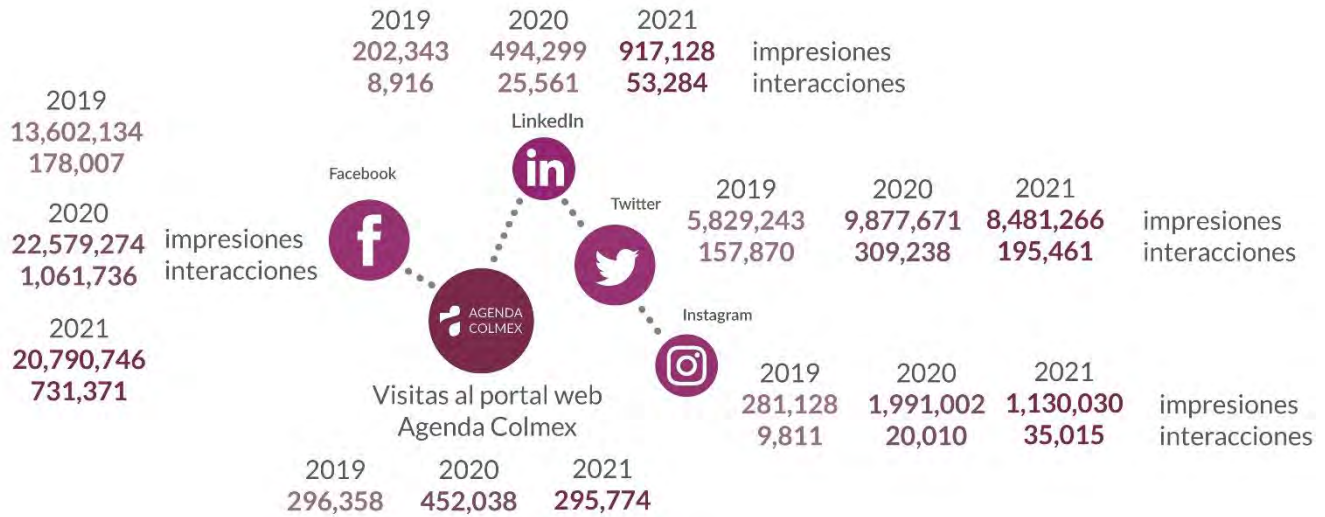 2019 2020 2021
202,343 494,299 917,128 impresiones
8,916 25,561 53,284 interacciones
LinkedIn
in
2019
13,602,134
178,007
2020
22,579,274 impresiones
1,061,736 interacciones
2021
20,790,746
731,371
Facebook
f
Twitter
2019 2020 2021
5,829,243 9,877,671 8,481,266 impresiones
157,870 309,238 195,461 interacciones
AGENDA
COLMEX
Visitas al portal web
Agenda Colmex
2019 2020 2021
296,358 452,038 295,774
Instagram
2019 2020 2021
281,128 1,991,002 1,130,030 impresiones
9,811 20,010 35,015 interacciones